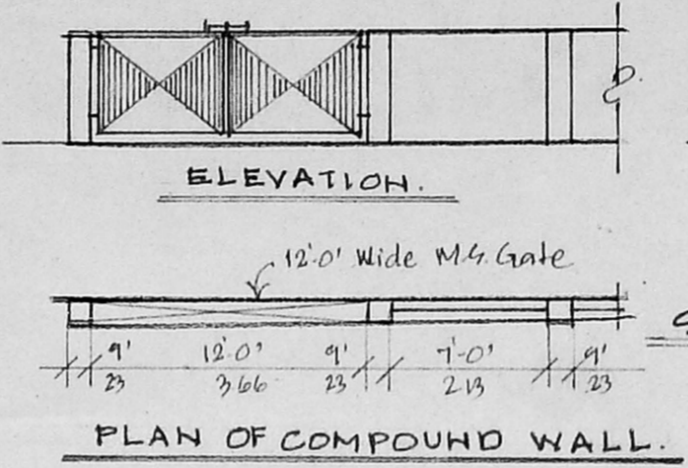 ELEVATION.
12'-0' Wide M.S. Gate
9' 12'-0' 9' 7'-0' 9'
23 3.66 23 2.13 23
PLAN OF COMPOUND WALL.